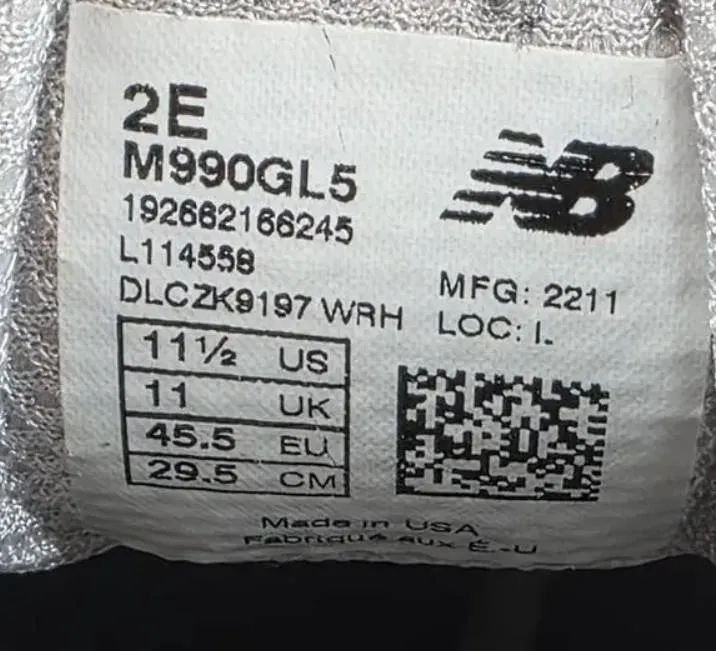 2E
M990GL5
192662166245
L114558
DLCZK9197 WRH
11½ US
11 UK
45.5 EU
29.5 CM
NB
MFG: 2211
LOC: I.
Made in USA
Fabriqué aux É.-U